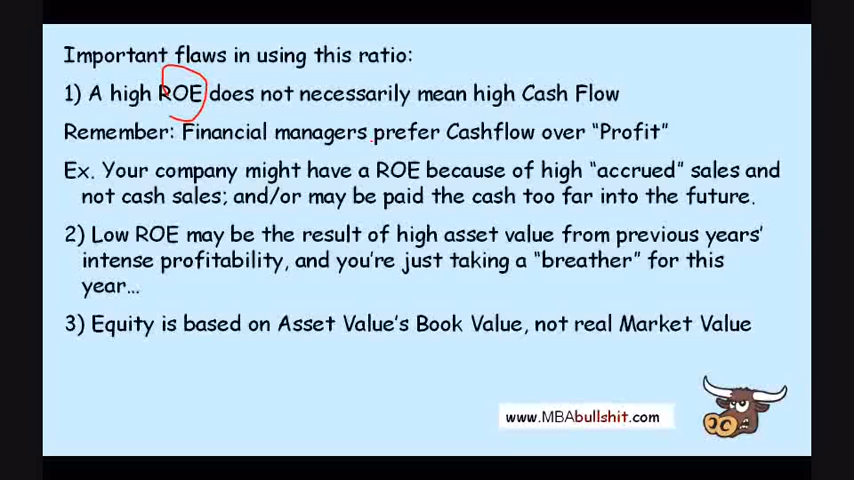 Important flaws in using this ratio:
1) A high ROE does not necessarily mean high Cash Flow
Remember: Financial managers prefer Cashflow over “Profit”
Ex. Your company might have a ROE because of high “accrued” sales and
not cash sales; and/or may be paid the cash too far into the future.
2) Low ROE may be the result of high asset value from previous years’
intense profitability, and you’re just taking a “breather” for this
year…
3) Equity is based on Asset Value’s Book Value, not real Market Value
www.MBAbullshit.com